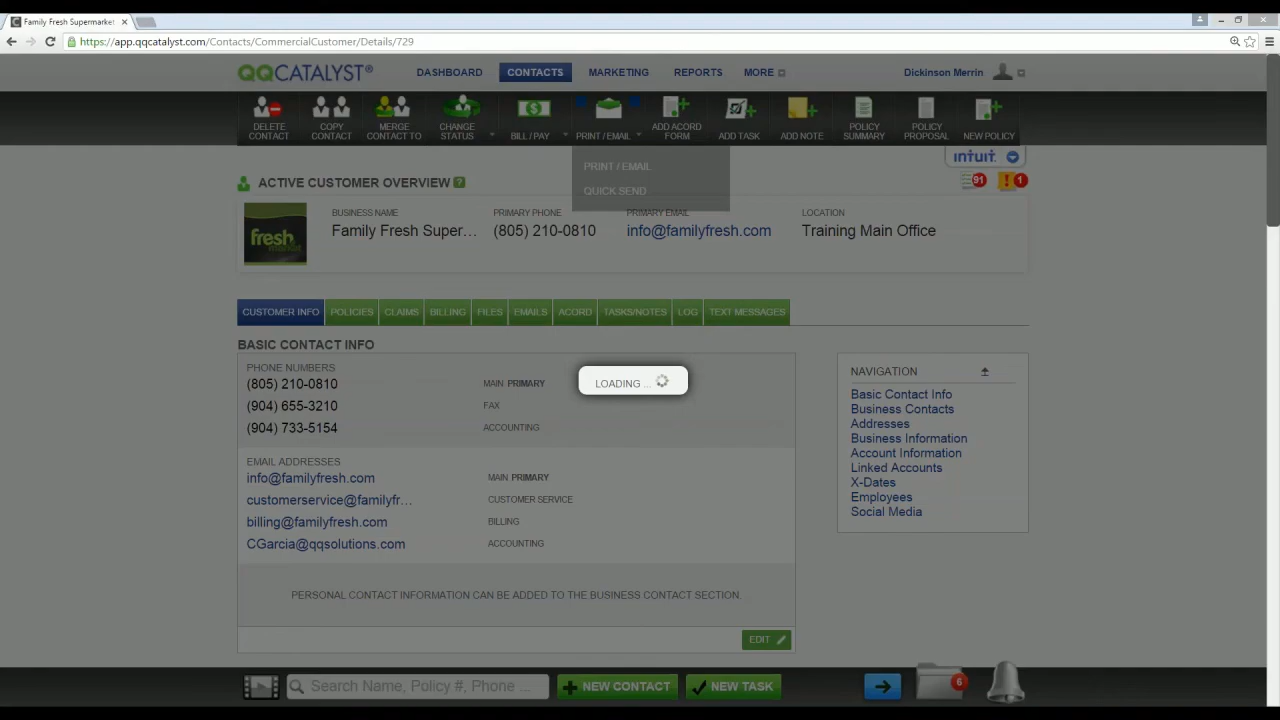 Family Fresh Supermarket
https://app.qqcatalyst.com/Contacts/CommercialCustomer/Details/729
QQCATALYST®
DASHBOARD
CONTACTS
MARKETING
REPORTS
MORE
Dickinson Merrin
DELETE
CONTACT
COPY
CONTACT
MERGE
CONTACT TO
CHANGE
STATUS
BILL / PAY
PRINT / EMAIL
ADD ACORD
FORM
ADD TASK
ADD NOTE
POLICY
SUMMARY
POLICY
PROPOSAL
NEW POLICY
PRINT / EMAIL
QUICK SEND
intuit
ACTIVE CUSTOMER OVERVIEW ?
91
! 1
fresh
market
BUSINESS NAME
Family Fresh Super...
PRIMARY PHONE
(805) 210-0810
PRIMARY EMAIL
info@familyfresh.com
LOCATION
Training Main Office
CUSTOMER INFO
POLICIES
CLAIMS
BILLING
FILES
EMAILS
ACORD
TASKS/NOTES
LOG
TEXT MESSAGES
BASIC CONTACT INFO
PHONE NUMBERS
(805) 210-0810 MAIN PRIMARY
(904) 655-3210 FAX
(904) 733-5154 ACCOUNTING
EMAIL ADDRESSES
info@familyfresh.com MAIN PRIMARY
customerservice@familyfr... CUSTOMER SERVICE
billing@familyfresh.com BILLING
CGarcia@qqsolutions.com ACCOUNTING
PERSONAL CONTACT INFORMATION CAN BE ADDED TO THE BUSINESS CONTACT SECTION.
EDIT
LOADING ...
NAVIGATION
Basic Contact Info
Business Contacts
Addresses
Business Information
Account Information
Linked Accounts
X-Dates
Employees
Social Media
Search Name, Policy #, Phone ...
NEW CONTACT
NEW TASK
6